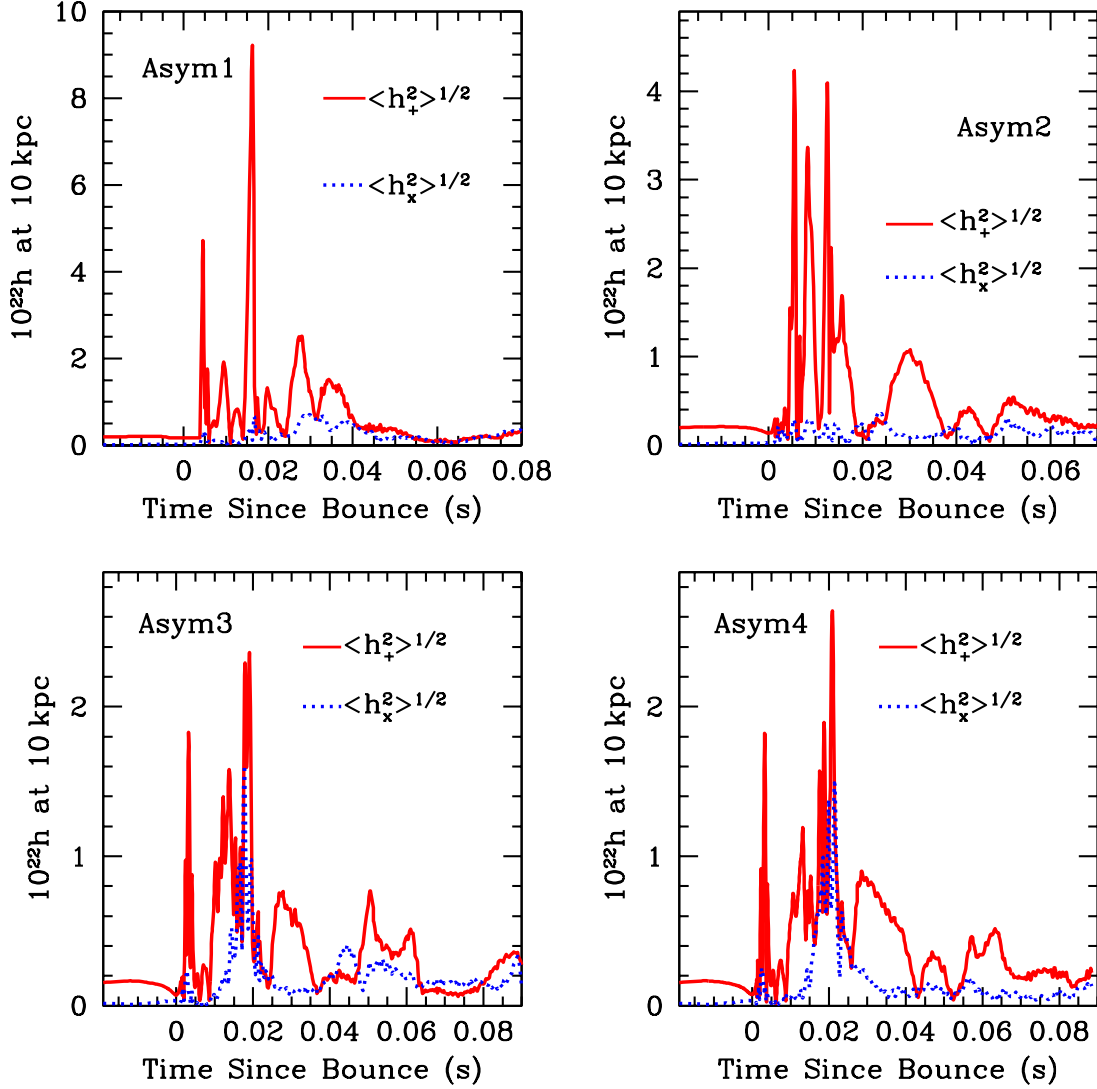 10
8
6
4
2
0
10²²h at 10 kpc
Asym1
<h₊²>¹/²
<hₓ²>¹/²
0 0.02 0.04 0.06 0.08
Time Since Bounce (s)
4
3
2
1
0
10²²h at 10 kpc
Asym2
<h₊²>¹/²
<hₓ²>¹/²
0 0.02 0.04 0.06
Time Since Bounce (s)
2
1
0
10²²h at 10 kpc
Asym3
<h₊²>¹/²
<hₓ²>¹/²
0 0.02 0.04 0.06 0.08
Time Since Bounce (s)
2
1
0
10²²h at 10 kpc
Asym4
<h₊²>¹/²
<hₓ²>¹/²
0 0.02 0.04 0.06 0.08
Time Since Bounce (s)